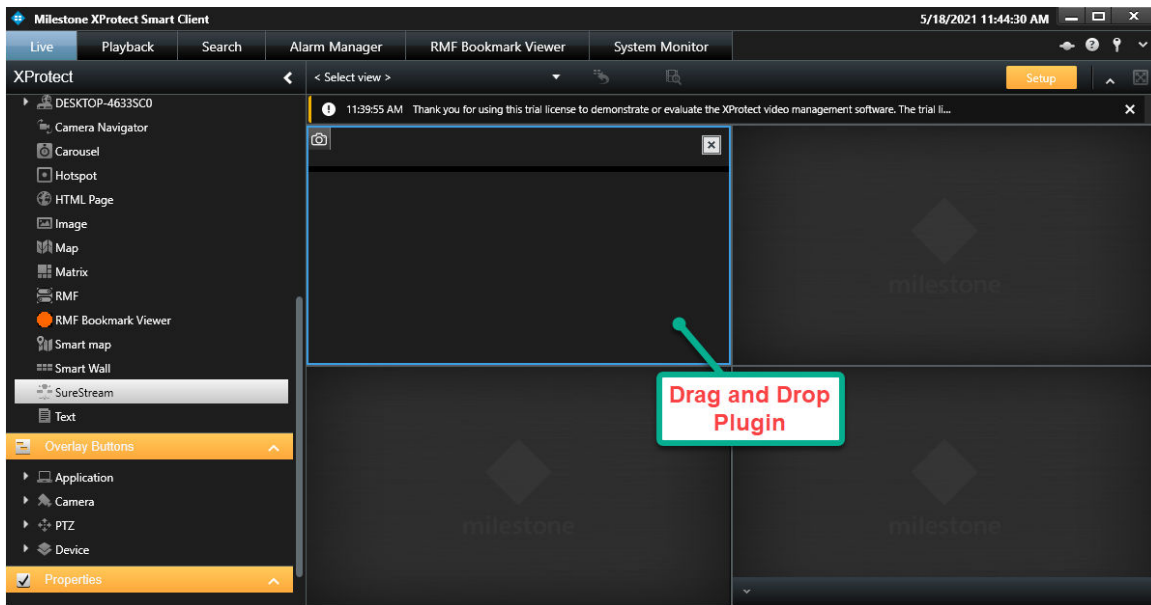 Milestone XProtect Smart Client
5/18/2021 11:44:30 AM
Live
Playback
Search
Alarm Manager
RMF Bookmark Viewer
System Monitor
XProtect
< Select view >
Setup
11:39:55 AM Thank you for using this trial license to demonstrate or evaluate the XProtect video management software. The trial li...
DESKTOP-4633SC0
Camera Navigator
Carousel
Hotspot
HTML Page
Image
Map
Matrix
RMF
RMF Bookmark Viewer
Smart map
Smart Wall
SureStream
Text
Overlay Buttons
Application
Camera
PTZ
Device
Properties
milestone
Drag and Drop
Plugin
milestone
milestone